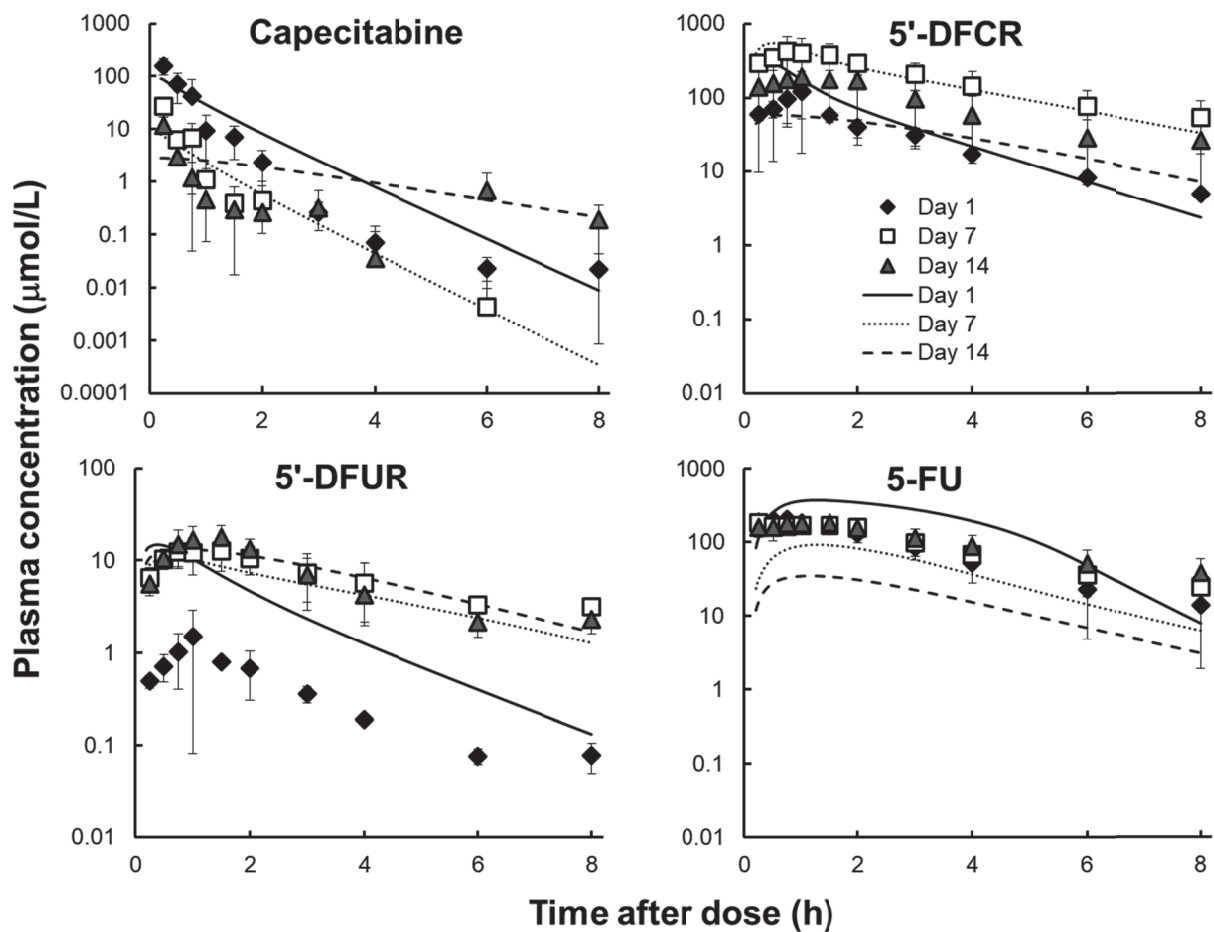 Plasma concentration (μmol/L)
Capecitabine
1000
100
10
1
0.1
0.01
0.001
0.0001
0 2 4 6 8
5'-DFCR
1000
100
10
1
0.1
0.01
0 2 4 6 8
Day 1
Day 7
Day 14
Day 1
Day 7
Day 14
5'-DFUR
100
10
1
0.1
0.01
0 2 4 6 8
5-FU
1000
100
10
1
0.1
0.01
0 2 4 6 8
Time after dose (h)